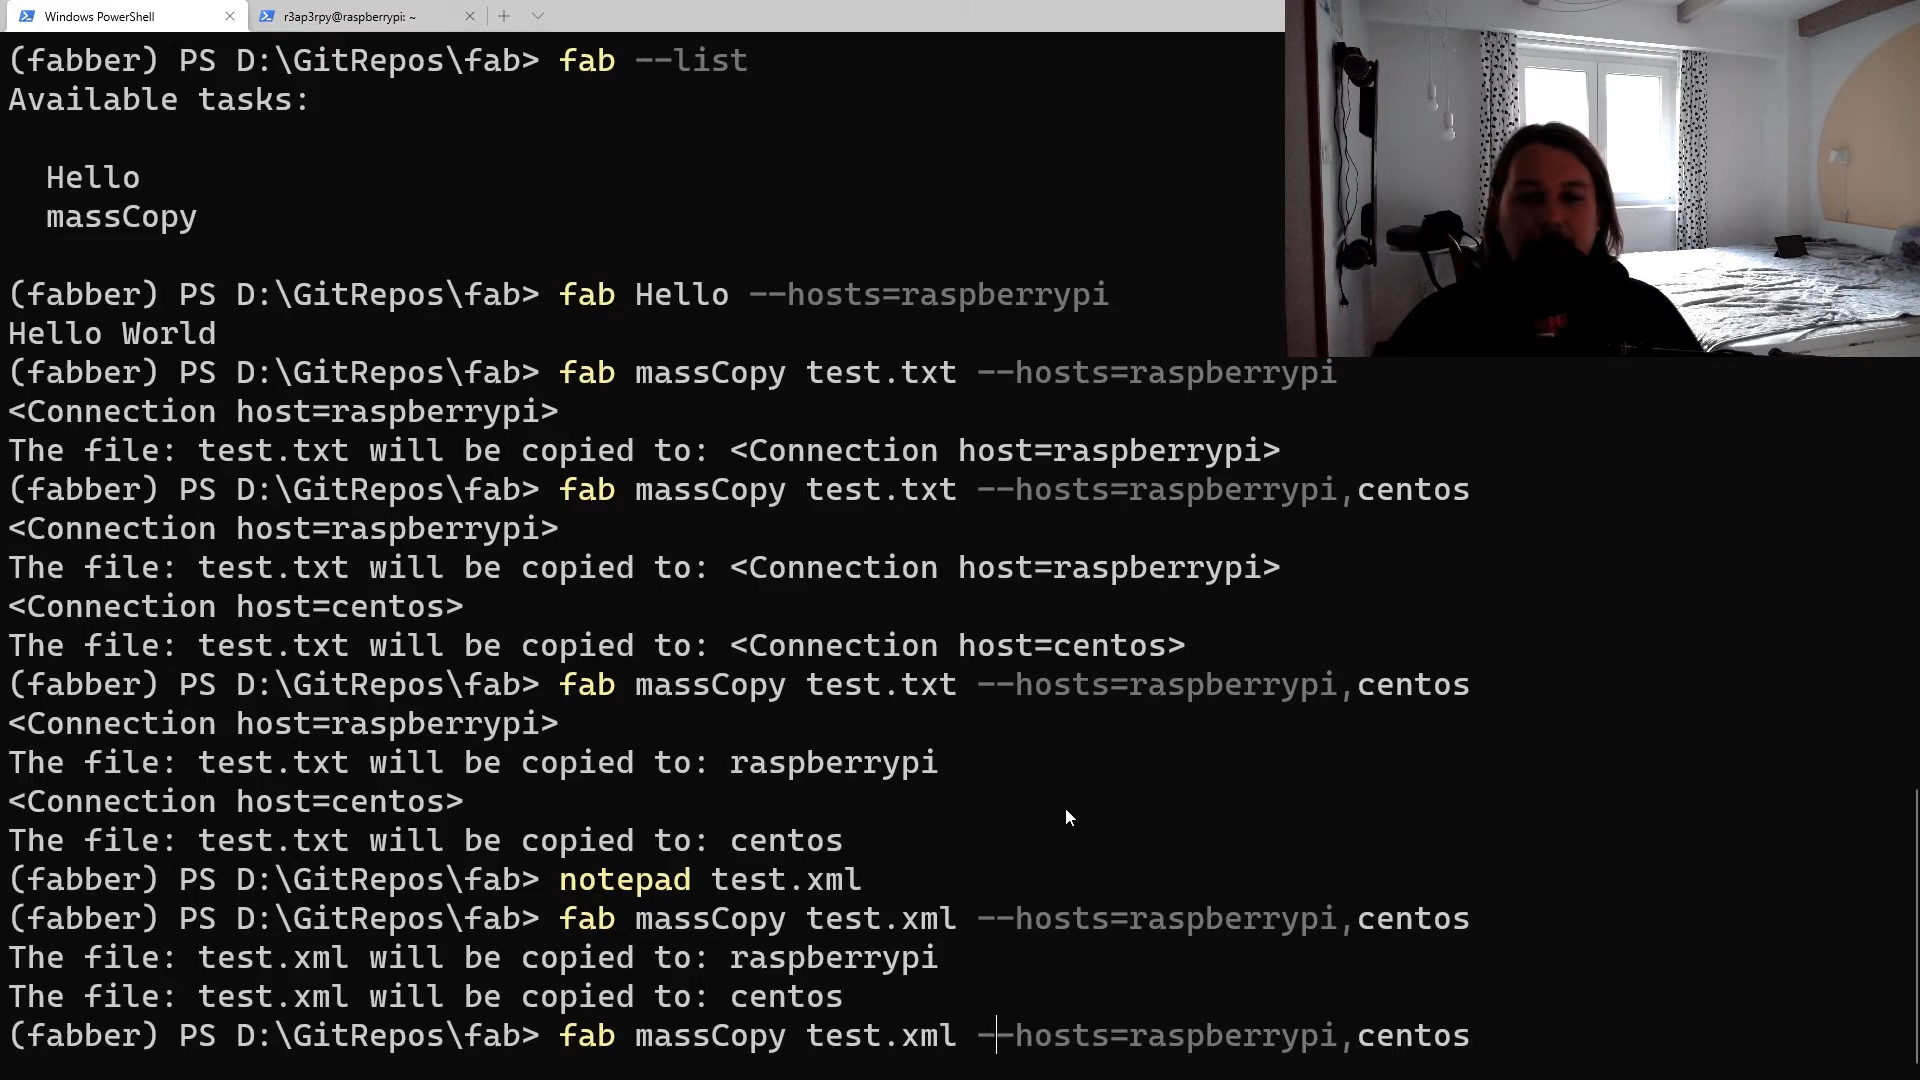 Windows PowerShell
r3ap3rpy@raspberrypi: ~
(fabber) PS D:\GitRepos\fab> fab --list
Available tasks:
Hello
massCopy
(fabber) PS D:\GitRepos\fab> fab Hello --hosts=raspberrypi
Hello World
(fabber) PS D:\GitRepos\fab> fab massCopy test.txt --hosts=raspberrypi
<Connection host=raspberrypi>
The file: test.txt will be copied to: <Connection host=raspberrypi>
(fabber) PS D:\GitRepos\fab> fab massCopy test.txt --hosts=raspberrypi,centos
<Connection host=raspberrypi>
The file: test.txt will be copied to: <Connection host=raspberrypi>
<Connection host=centos>
The file: test.txt will be copied to: <Connection host=centos>
(fabber) PS D:\GitRepos\fab> fab massCopy test.txt --hosts=raspberrypi,centos
<Connection host=raspberrypi>
The file: test.txt will be copied to: raspberrypi
<Connection host=centos>
The file: test.txt will be copied to: centos
(fabber) PS D:\GitRepos\fab> notepad test.xml
(fabber) PS D:\GitRepos\fab> fab massCopy test.xml --hosts=raspberrypi,centos
The file: test.xml will be copied to: raspberrypi
The file: test.xml will be copied to: centos
(fabber) PS D:\GitRepos\fab> fab massCopy test.xml --hosts=raspberrypi,centos